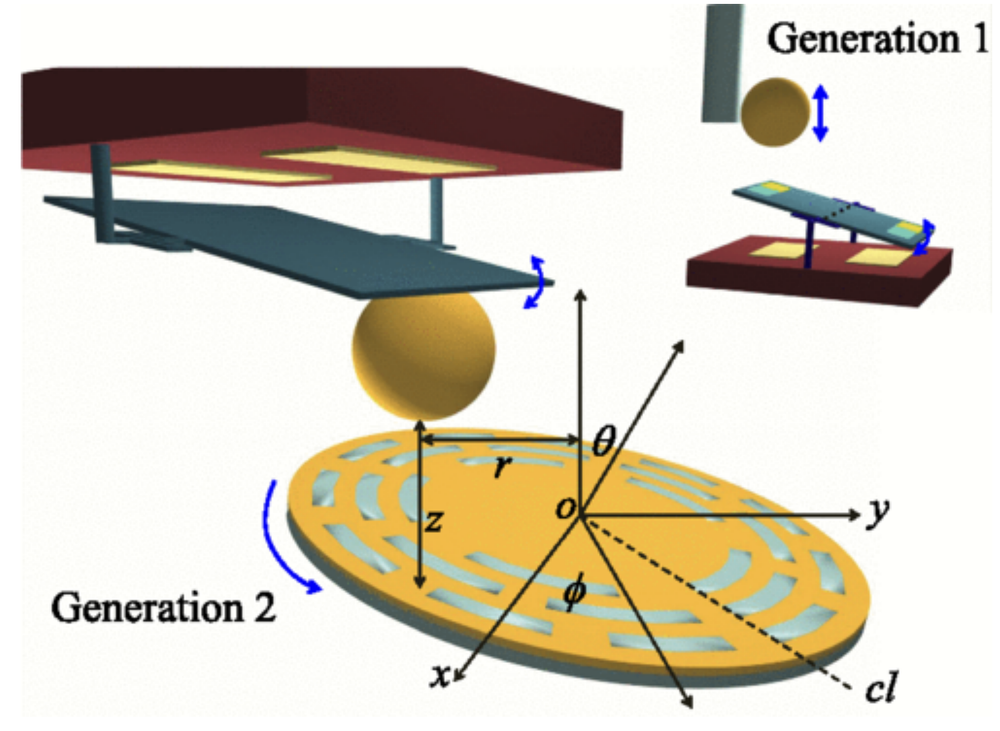 Generation 1
θ
r
o
y
z
ϕ
Generation 2
x
cl